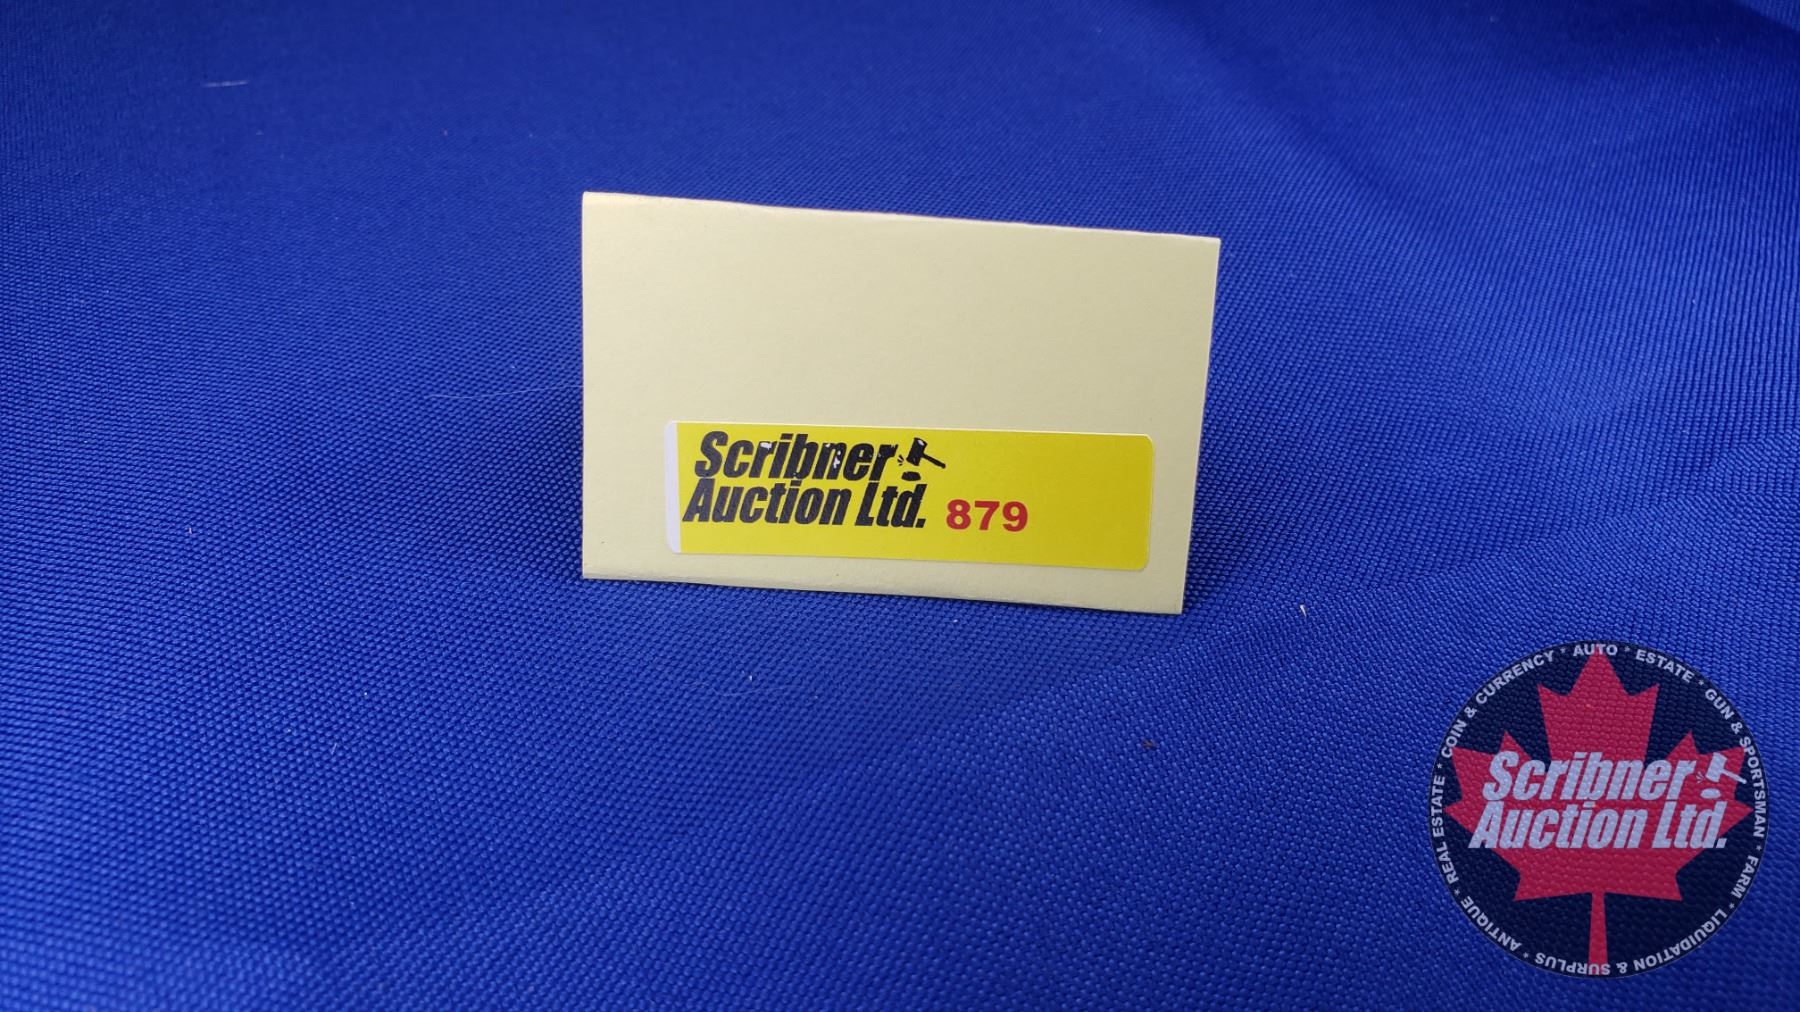 Scribner
Auction Ltd. 879
REAL ESTATE * COIN & CURRENCY * AUTO * ESTATE * GUN & SPORTSMAN * FARM * LIQUIDATION & SURPLUS * ANTIQUE *
Scribner
Auction Ltd.